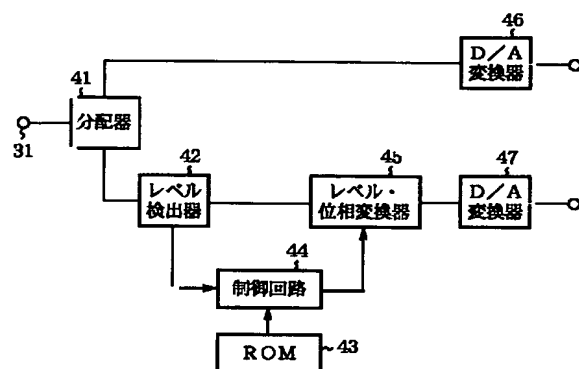 46
D/A
変換器
41
分配器
31
42
レベル
検出器
45
レベル・
位相変換器
47
D/A
変換器
44
制御回路
ROM
43